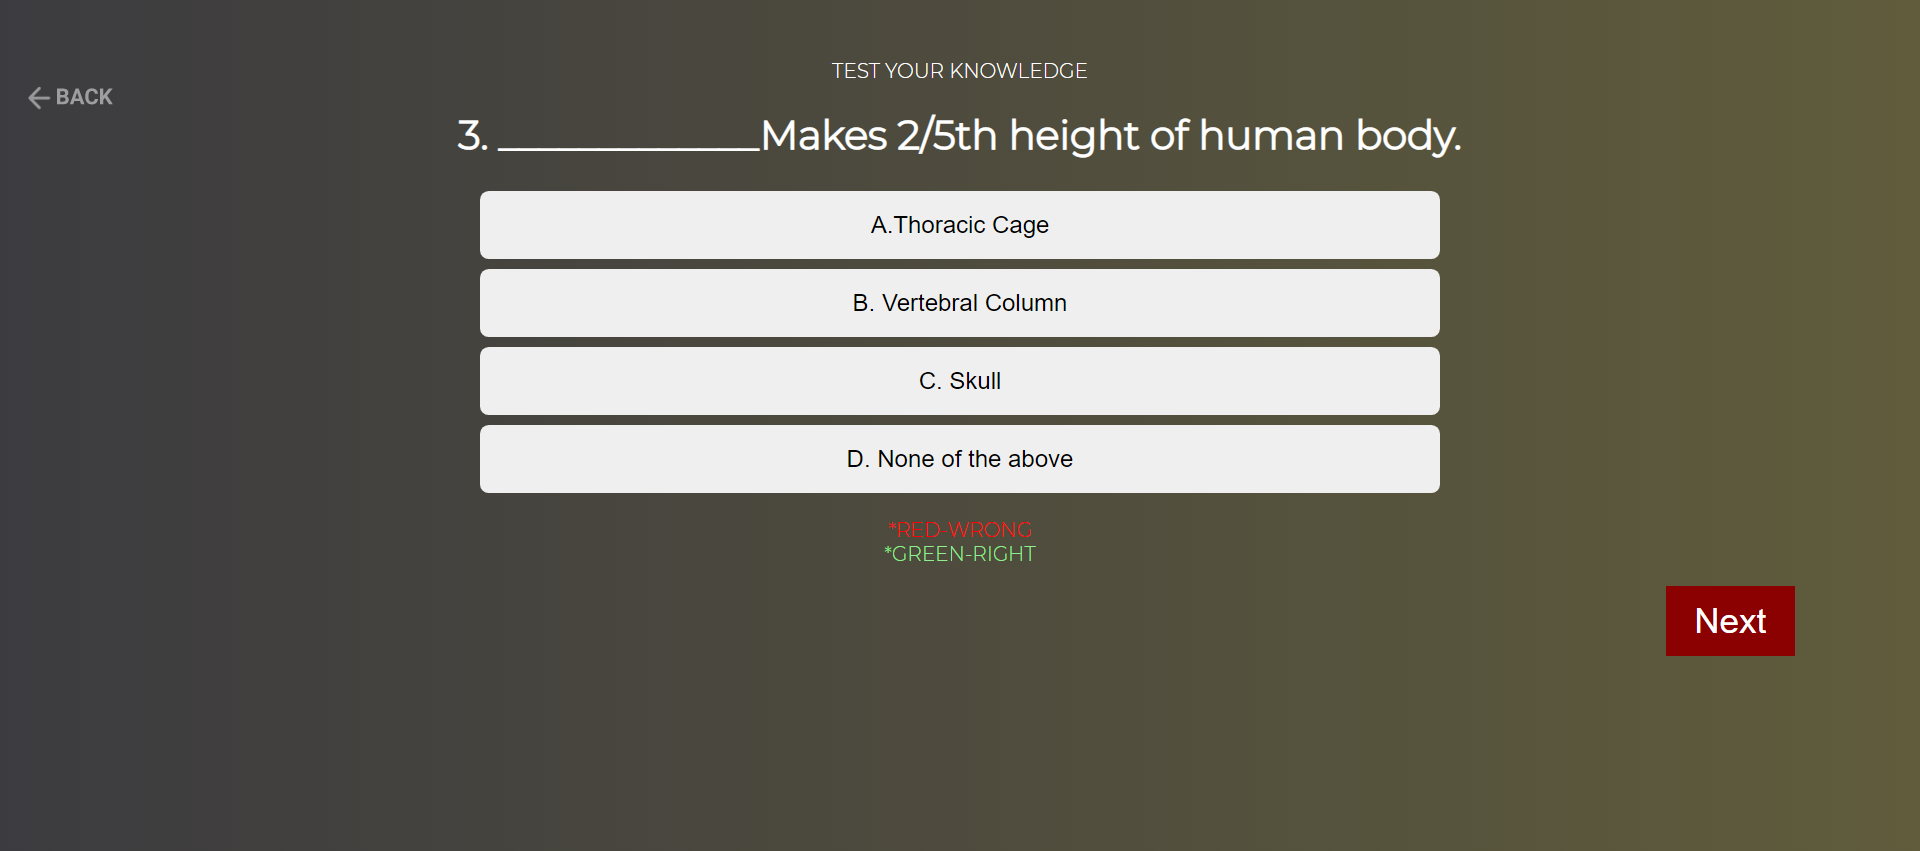 TEST YOUR KNOWLEDGE
BACK
3. _____________Makes 2/5th height of human body.
A.Thoracic Cage
B. Vertebral Column
C. Skull
D. None of the above
*RED-WRONG
*GREEN-RIGHT
Next